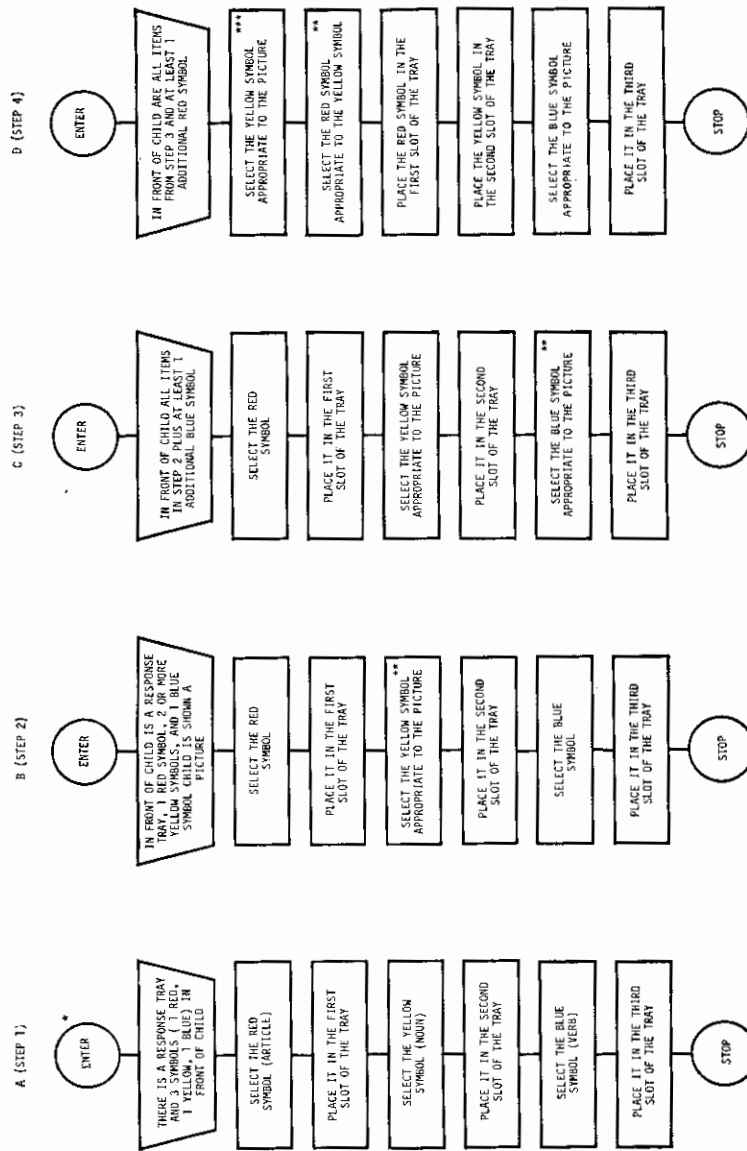 A (STEP 1)
ENTER
*
THERE IS A RESPONSE TRAY
AND 3 SYMBOLS ( 1 RED,
1 YELLOW, 1 BLUE) IN
FRONT OF CHILD
SELECT THE RED
SYMBOL (ARTICLE)
PLACE IT IN THE FIRST
SLOT OF THE TRAY
SELECT THE YELLOW
SYMBOL (NOUN)
PLACE IT IN THE SECOND
SLOT OF THE TRAY
SELECT THE BLUE
SYMBOL (VERB)
PLACE IT IN THE THIRD
SLOT OF THE TRAY
STOP
B (STEP 2)
ENTER
IN FRONT OF CHILD IS A RESPONSE
TRAY, 1 RED SYMBOL, 2 OR MORE
YELLOW SYMBOLS, AND 1 BLUE
SYMBOL CHILD IS SHOWN A
PICTURE
SELECT THE RED
SYMBOL
PLACE IT IN THE FIRST
SLOT OF THE TRAY
**
SELECT THE YELLOW SYMBOL
APPROPRIATE TO THE PICTURE
PLACE IT IN THE SECOND
SLOT OF THE TRAY
SELECT THE BLUE
SYMBOL
PLACE IT IN THE THIRD
SLOT OF THE TRAY
STOP
C (STEP 3)
ENTER
IN FRONT OF CHILD ALL ITEMS
IN STEP 2 PLUS AT LEAST 1
ADDITIONAL BLUE SYMBOL
SELECT THE RED
SYMBOL
PLACE IT IN THE FIRST
SLOT OF THE TRAY
SELECT THE YELLOW SYMBOL
APPROPRIATE TO THE PICTURE
PLACE IT IN THE SECOND
SLOT OF THE TRAY
**
SELECT THE BLUE SYMBOL
APPROPRIATE TO THE PICTURE
PLACE IT IN THE THIRD
SLOT OF THE TRAY
STOP
D (STEP 4)
ENTER
IN FRONT OF CHILD ARE ALL ITEMS
FROM STEP 3 AND AT LEAST 1
ADDITIONAL RED SYMBOL
***
SELECT THE YELLOW SYMBOL
APPROPRIATE TO THE PICTURE
**
SELECT THE RED SYMBOL
APPROPRIATE TO THE YELLOW SYMBOL
PLACE THE RED SYMBOL IN THE
FIRST SLOT OF THE TRAY
PLACE THE YELLOW SYMBOL IN
THE SECOND SLOT OF THE TRAY
SELECT THE BLUE SYMBOL
APPROPRIATE TO THE PICTURE
PLACE IT IN THE THIRD
SLOT OF THE TRAY
STOP